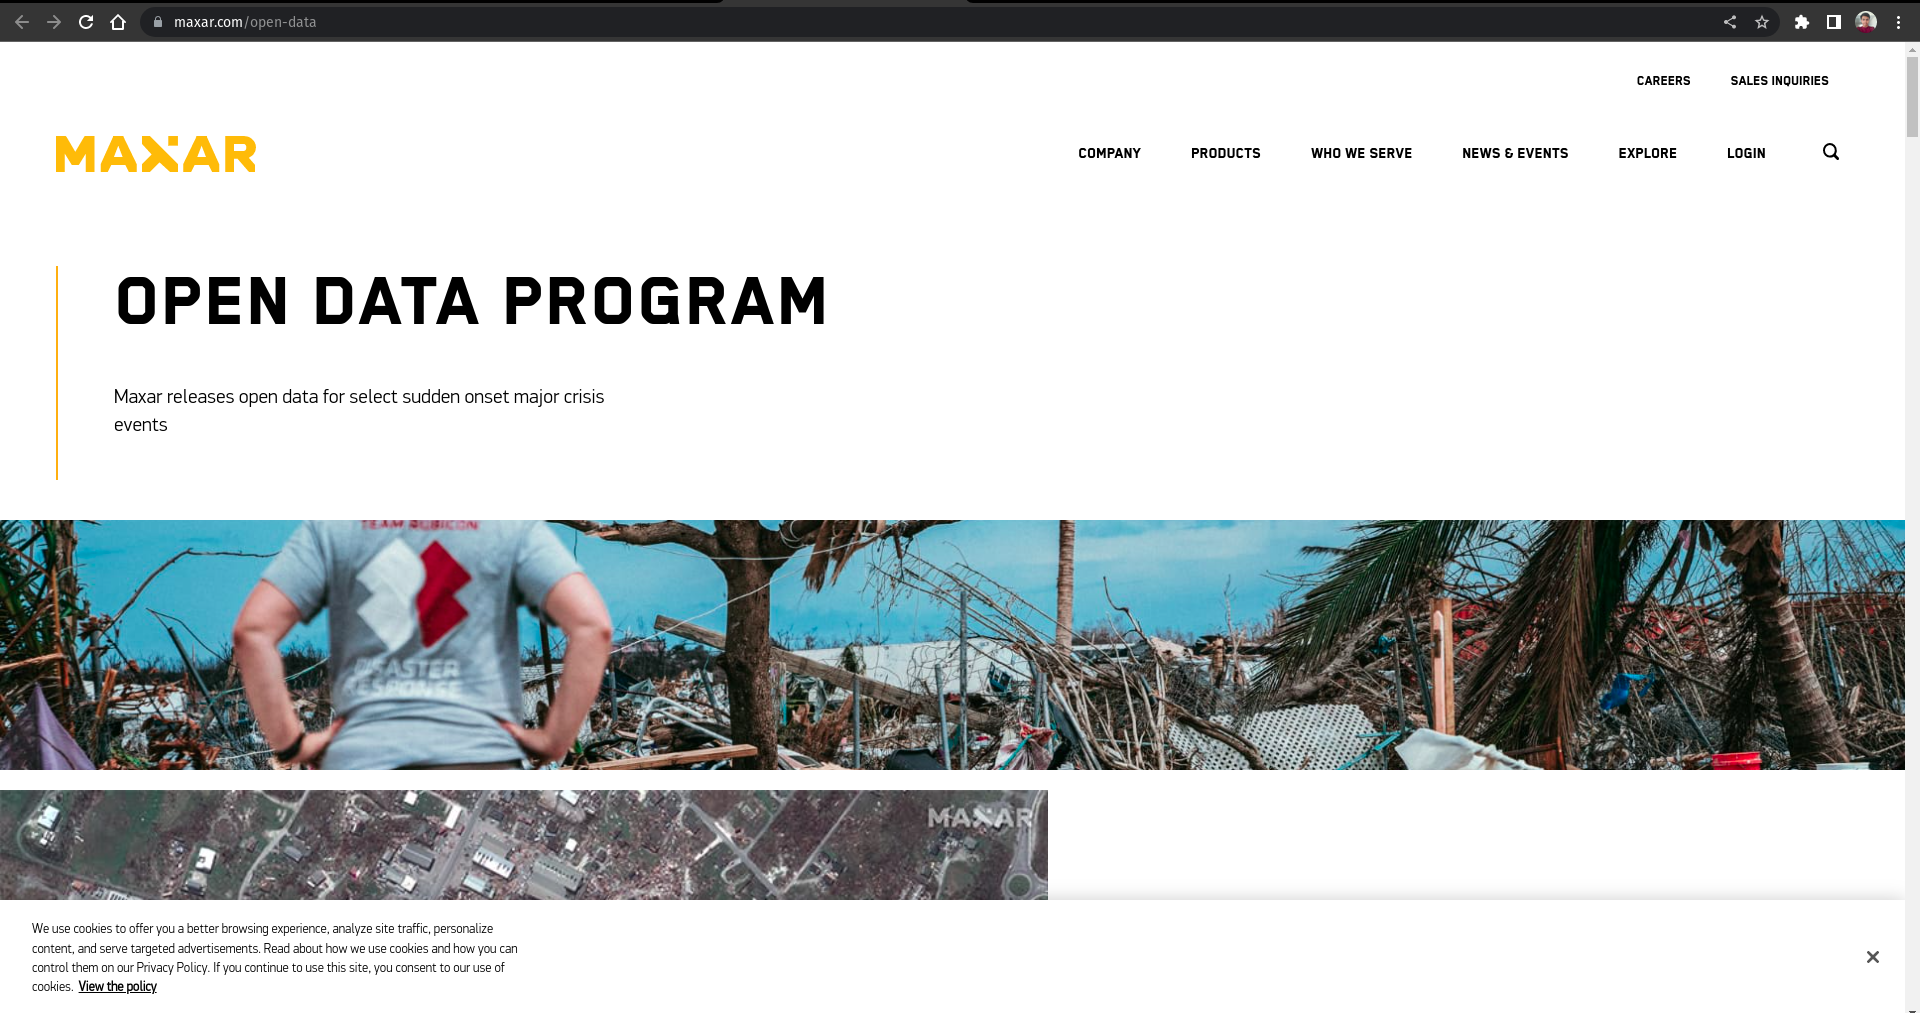 maxar.com/open-data
CAREERS SALES INQUIRIES
MAXAR
COMPANY PRODUCTS WHO WE SERVE NEWS & EVENTS EXPLORE LOGIN
OPEN DATA PROGRAM
Maxar releases open data for select sudden onset major crisis
events
TEAM RUBICON
DISASTER
RESPONSE
MAXAR
We use cookies to offer you a better browsing experience, analyze site traffic, personalize
content, and serve targeted advertisements. Read about how we use cookies and how you can
control them on our Privacy Policy. If you continue to use this site, you consent to our use of
cookies. View the policy